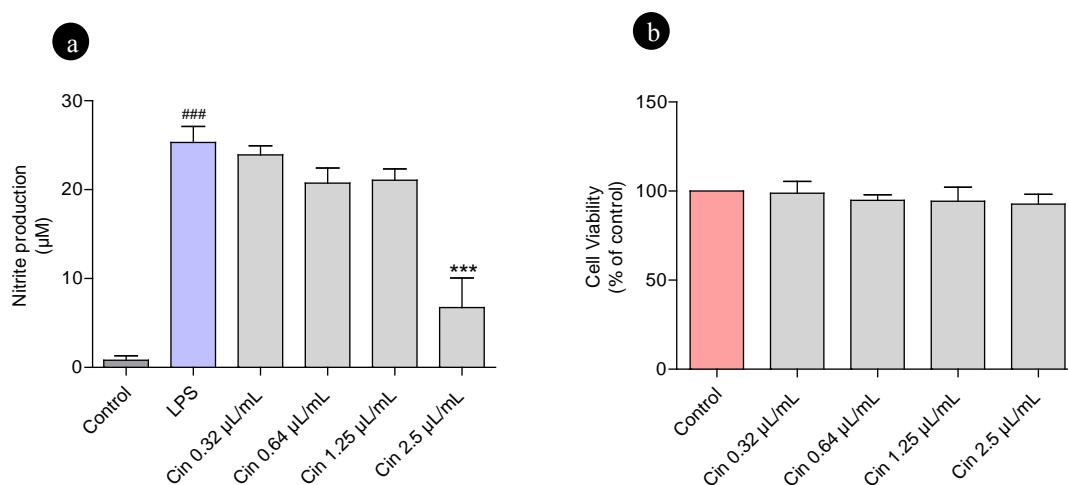 a
Nitrite production
(µM)
30
20
10
0
###
***
Control
LPS
Cin 0.32 µL/mL
Cin 0.64 µL/mL
Cin 1.25 µL/mL
Cin 2.5 µL/mL
b
Cell Viability
(% of control)
150
100
50
0
Control
Cin 0.32 µL/mL
Cin 0.64 µL/mL
Cin 1.25 µL/mL
Cin 2.5 µL/mL